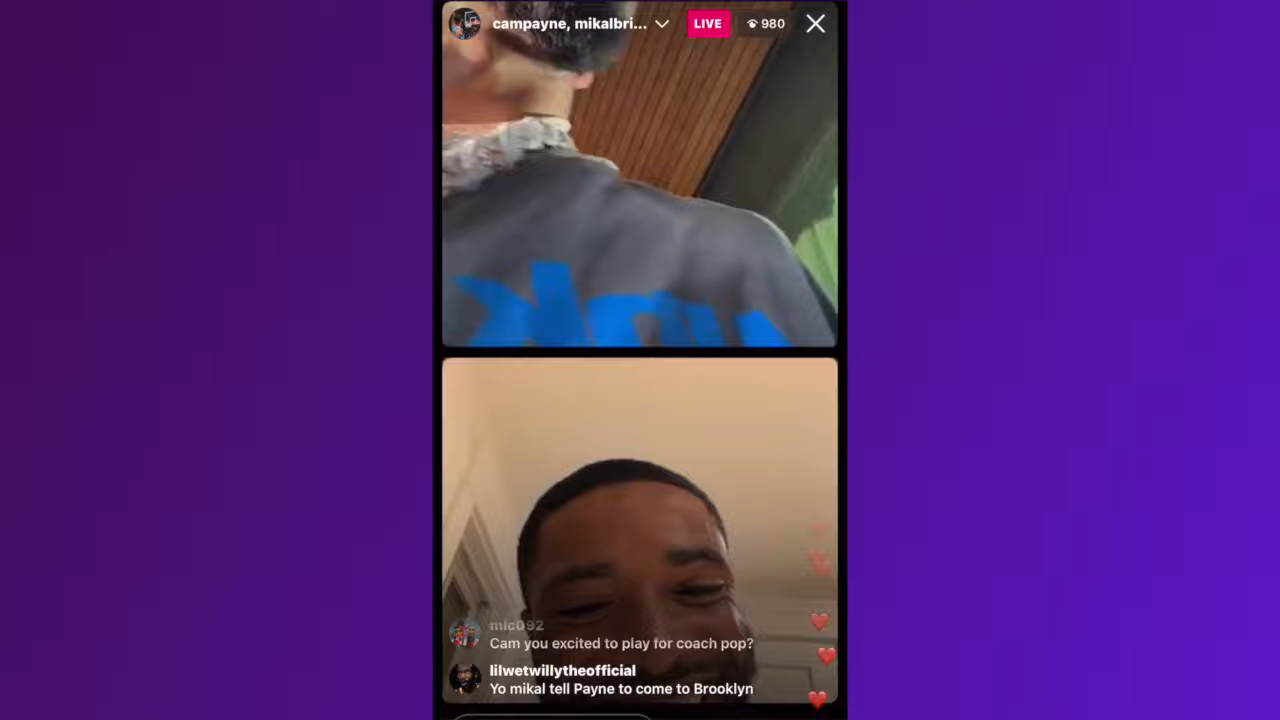 campayne, mikalbri... LIVE 980
mlc092
Cam you excited to play for coach pop?
lilwetwillytheofficial
Yo mikal tell Payne to come to Brooklyn